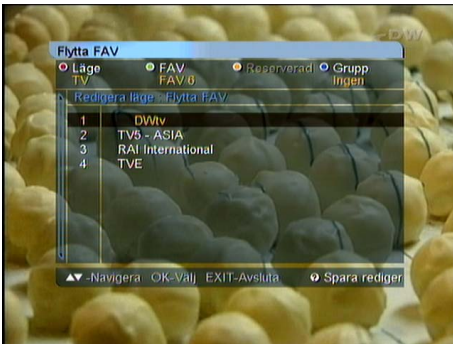 DW
Flytta FAV
Läge FAV Reserverad Grupp
TV FAV 6 Ingen
Redigera läge : Flytta FAV
1 DWtv
2 TV5 - ASIA
3 RAI International
4 TVE
▲▼ -Navigera OK-Välj EXIT-Avsluta ? Spara rediger